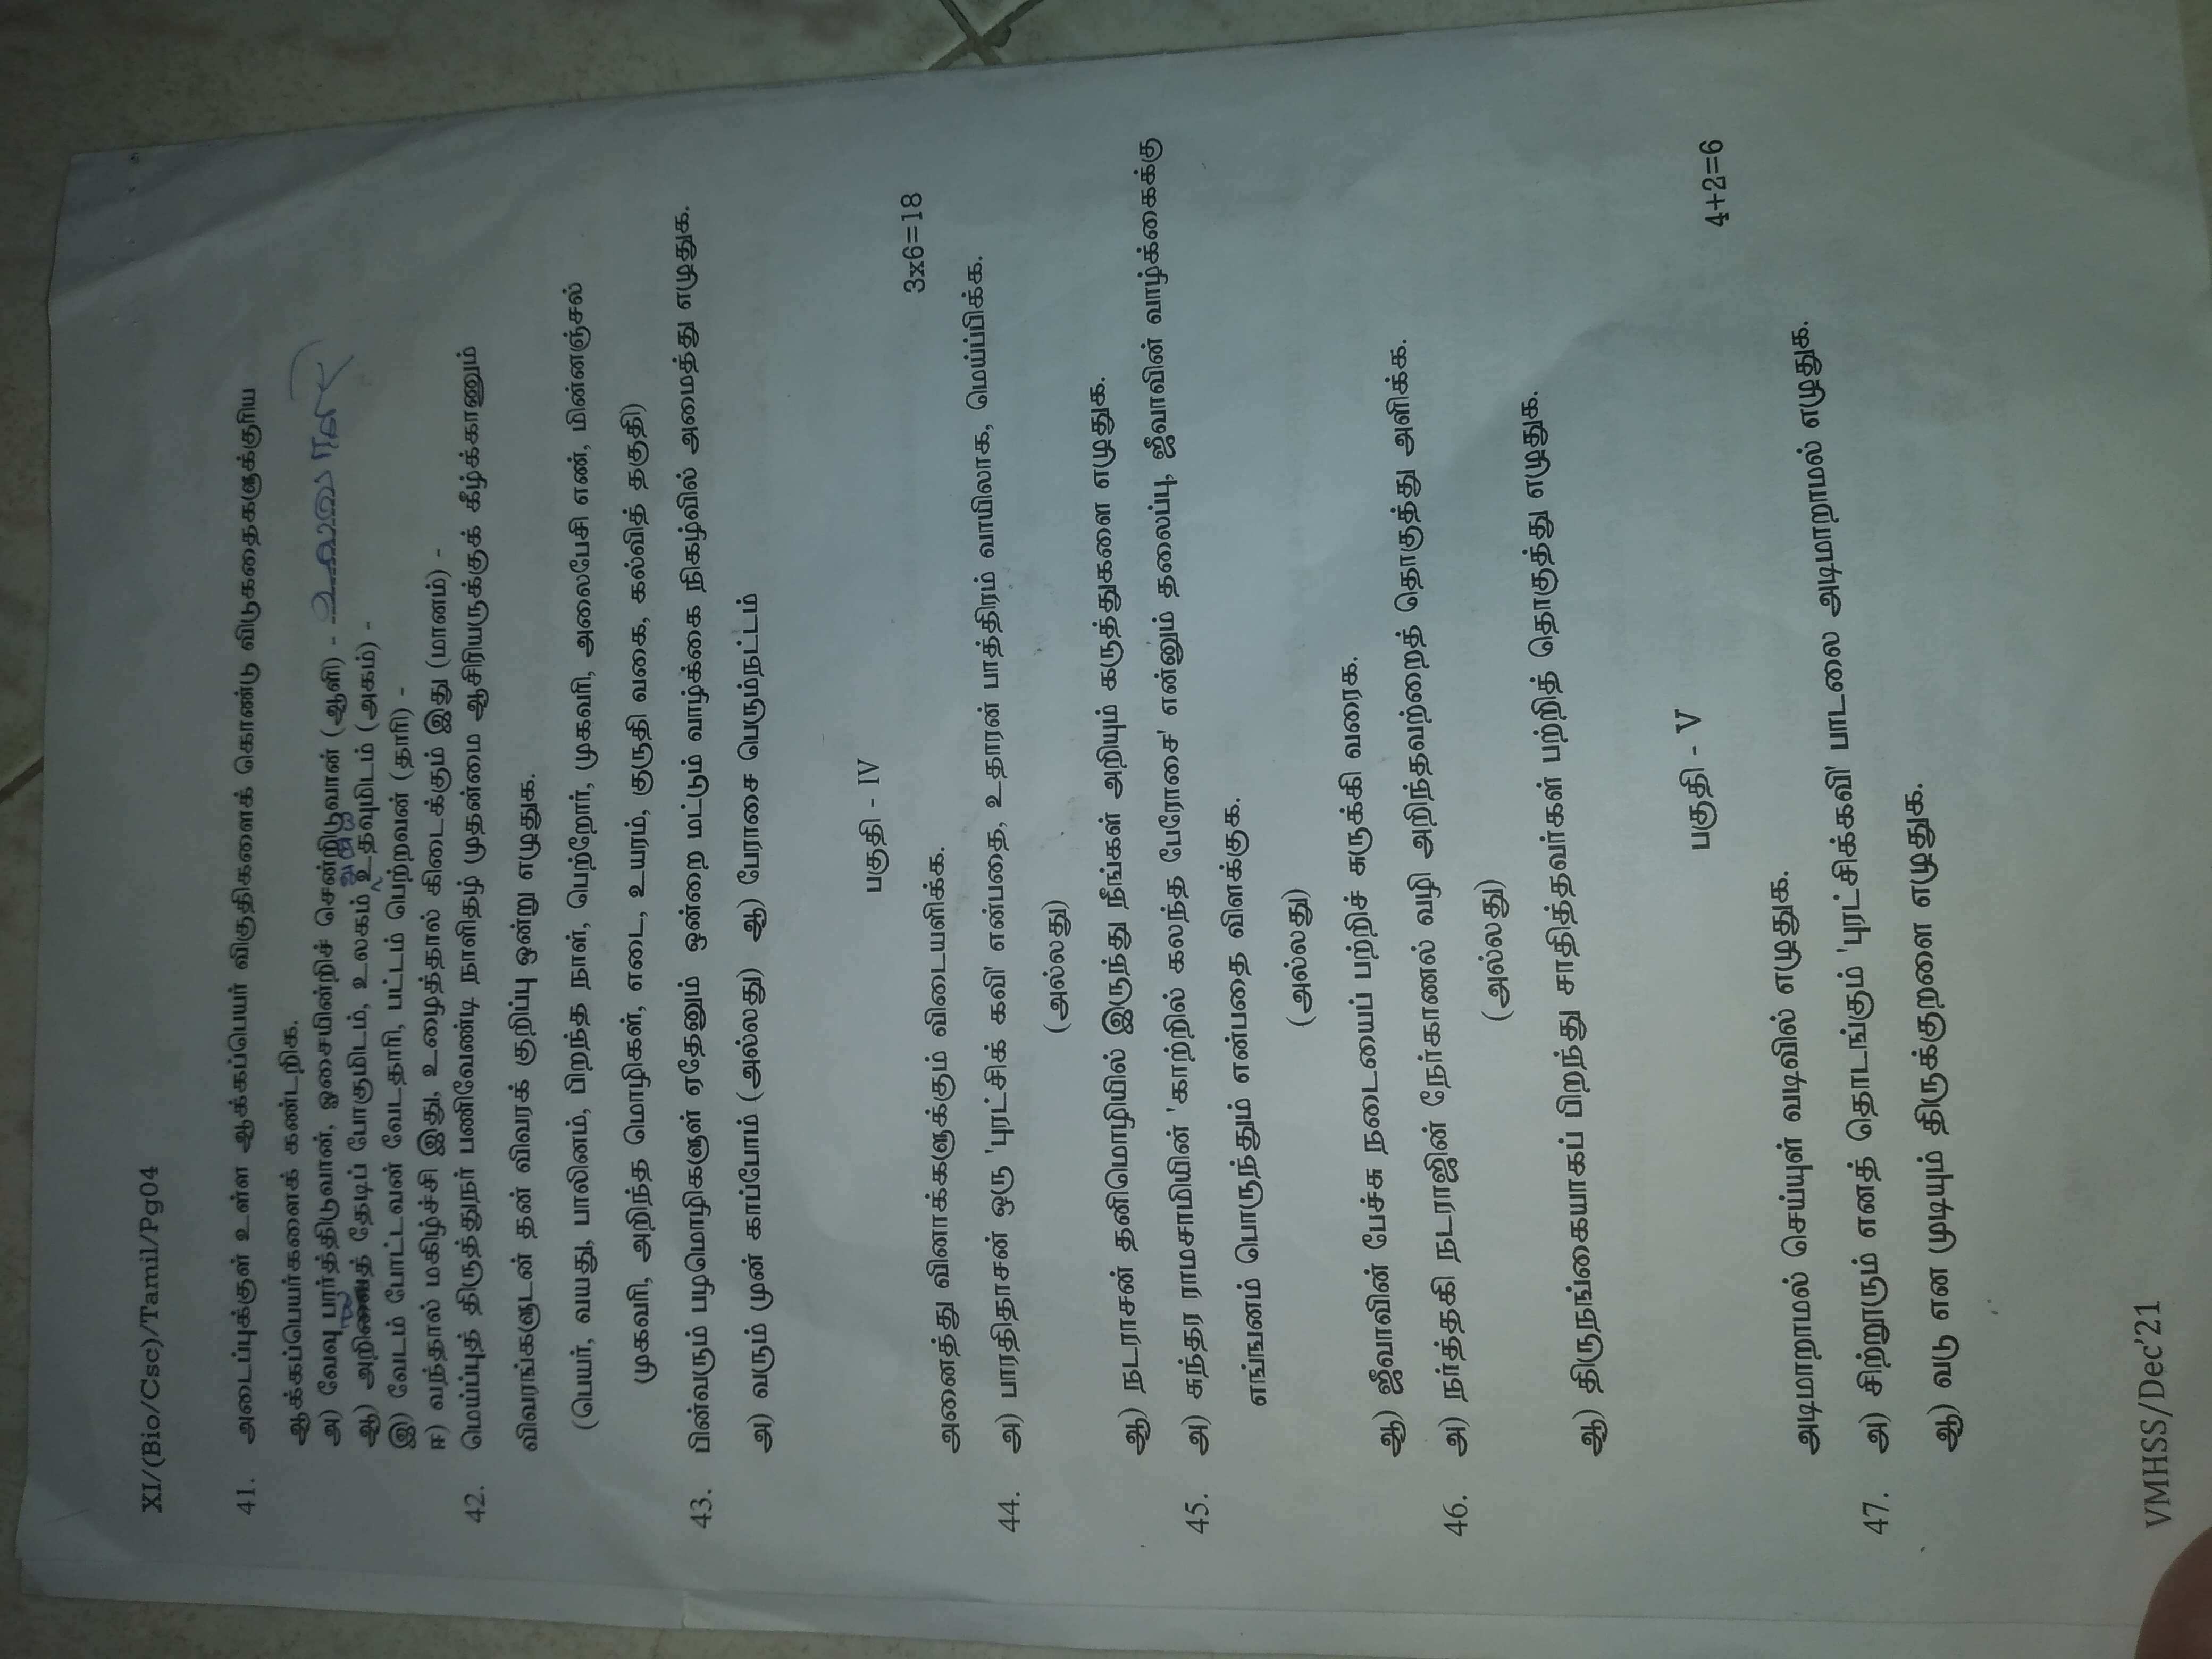 XI/(Bio/Csc)/Tamil/Pg04
41. அடைப்புக்குள் உள்ள ஆக்கப்பெயர் விகுதிகளைக் கொண்டு விடுகதைகளுக்குரிய
ஆக்கப்பெயர்களைக் கண்டறிக.
அ) வேவு பார்த்திடுவான், ஓசையின்றிச் சென்றிடுவான் (ஆளி) - உளவாளி
ஆ) தேடிப் போகுமிடம், உலகம் உதவுமிடம் (அகம்) -
இ) வேடம் போட்டவன் வேடதாரி, பட்டம் பெற்றவன் (தாரி) -
ஈ) வந்தால் மகிழ்ச்சி இது, உழைத்தால் கிடைக்கும் இது (மானம்) -
42. மெய்ப்புத் திருத்துநர் பணிவேண்டி நாளிதழ் முதன்மை ஆசிரியருக்குக் கீழ்க்காணும்
விவரங்களுடன் தன் விவரக் குறிப்பு ஒன்று எழுதுக.
(பெயர், வயது, பாலினம், பிறந்த நாள், பெற்றோர், முகவரி, அலைபேசி எண், மின்னஞ்சல்
முகவரி, அறிந்த மொழிகள், எடை, உயரம், குருதி வகை, கல்வித் தகுதி)
43. பின்வரும் பழமொழிகளுள் ஏதேனும் ஒன்றை மட்டும் வாழ்க்கை நிகழ்வில் அமைத்து எழுதுக.
அ) வரும் முன் காப்போம் (அல்லது) ஆ) பேராசை பெரும்நட்டம்
பகுதி - IV
3x6=18
அனைத்து வினாக்களுக்கும் விடையளிக்க.
44. அ) பாரதிதாசன் ஒரு 'புரட்சிக் கவி' என்பதை, உதாரன் பாத்திரம் வாயிலாக, மெய்ப்பிக்க.
(அல்லது)
ஆ) நடராசன் தனிமொழியில் இருந்து நீங்கள் அறியும் கருத்துகளை எழுதுக.
45. அ) சுந்தர ராமசாமியின் 'காற்றில் கலந்த பேரோசை' என்னும் தலைப்பு, ஜீவாவின் வாழ்க்கைக்கு
எங்ஙனம் பொருந்தும் என்பதை விளக்குக.
(அல்லது)
ஆ) ஜீவாவின் பேச்சு நடையைப் பற்றிச் சுருக்கி வரைக.
46. அ) நர்த்தகி நடராஜின் நேர்காணல் வழி அறிந்தவற்றைத் தொகுத்து அளிக்க.
(அல்லது)
ஆ) திருநங்கையாகப் பிறந்து சாதித்தவர்கள் பற்றித் தொகுத்து எழுதுக.
பகுதி - V
4+2=6
அடிமாறாமல் செய்யுள் வடிவில் எழுதுக.
47. அ) சிற்றூரும் எனத் தொடங்கும் 'புரட்சிக்கவி' பாடலை அடிமாறாமல் எழுதுக.
ஆ) வடு என முடியும் திருக்குறளை எழுதுக.
VMHSS/Dec'21